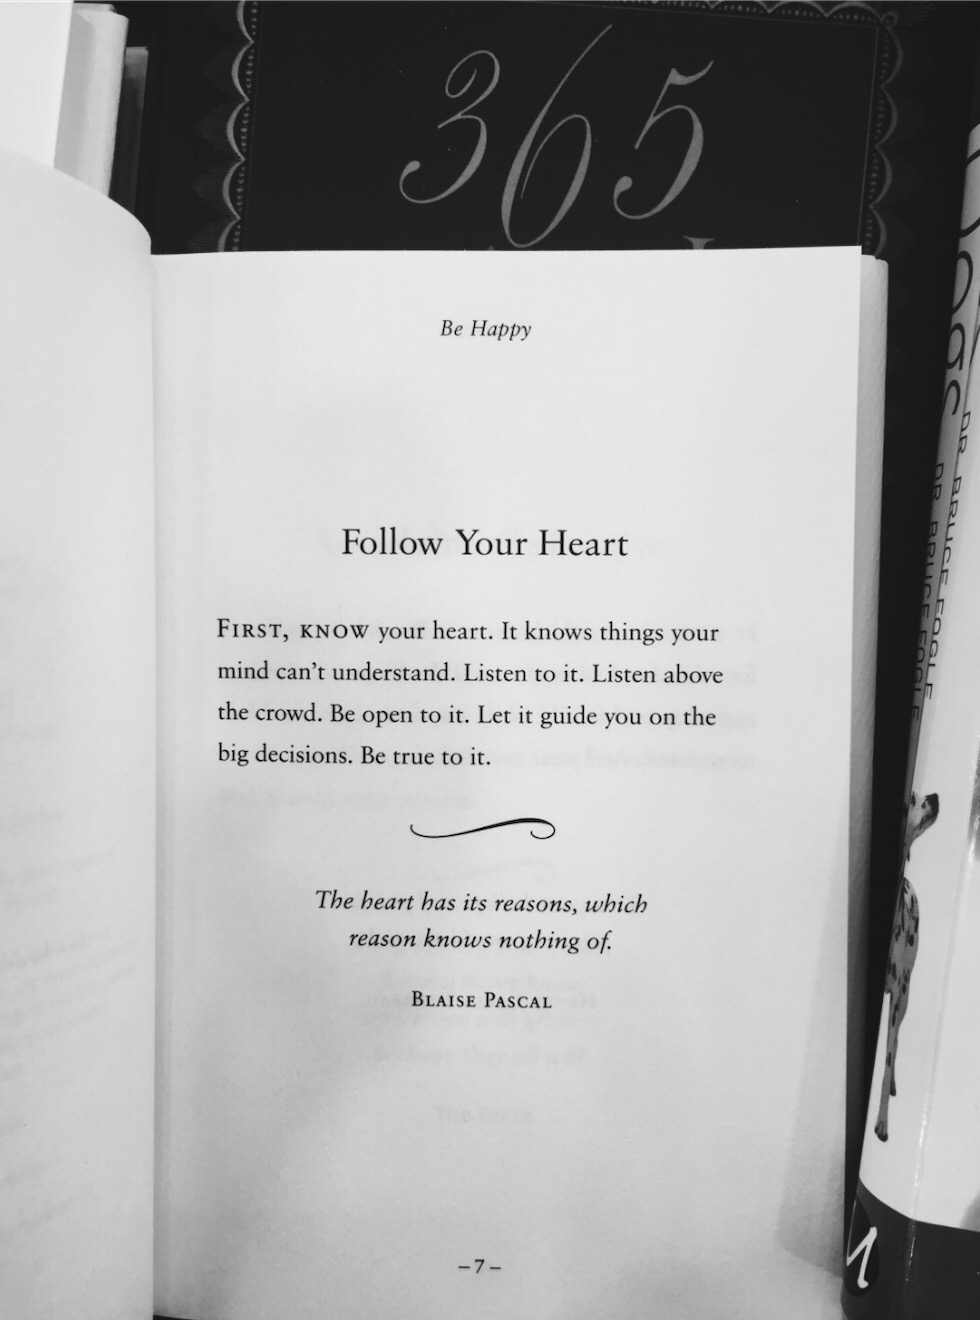 365
Be Happy
Follow Your Heart
FIRST, KNOW your heart. It knows things your
mind can't understand. Listen to it. Listen above
the crowd. Be open to it. Let it guide you on the
big decisions. Be true to it.
The heart has its reasons, which
reason knows nothing of.
BLAISE PASCAL
– 7 –
DR. BRUCE FOGLE
DR. BRUCE FOGLE